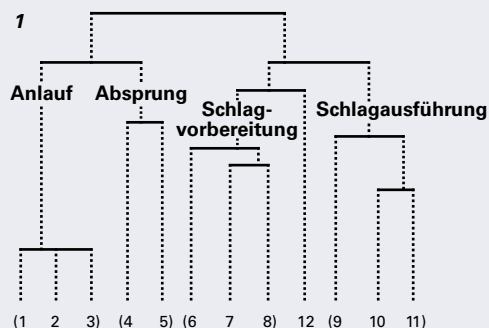 1
Anlauf Absprung
Schlag-
vorbereitung
Schlagausführung
(1 2 3) (4 5) (6 7 8) 12 (9 10 11)